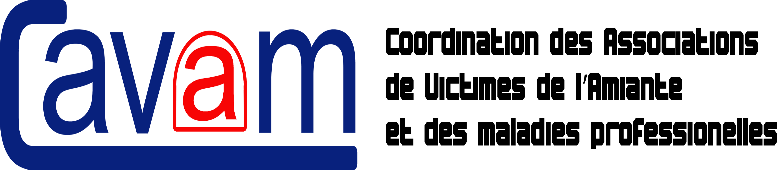 Cavam
Coordination des Associations
de Victimes de l'Amiante
et des maladies professionelles